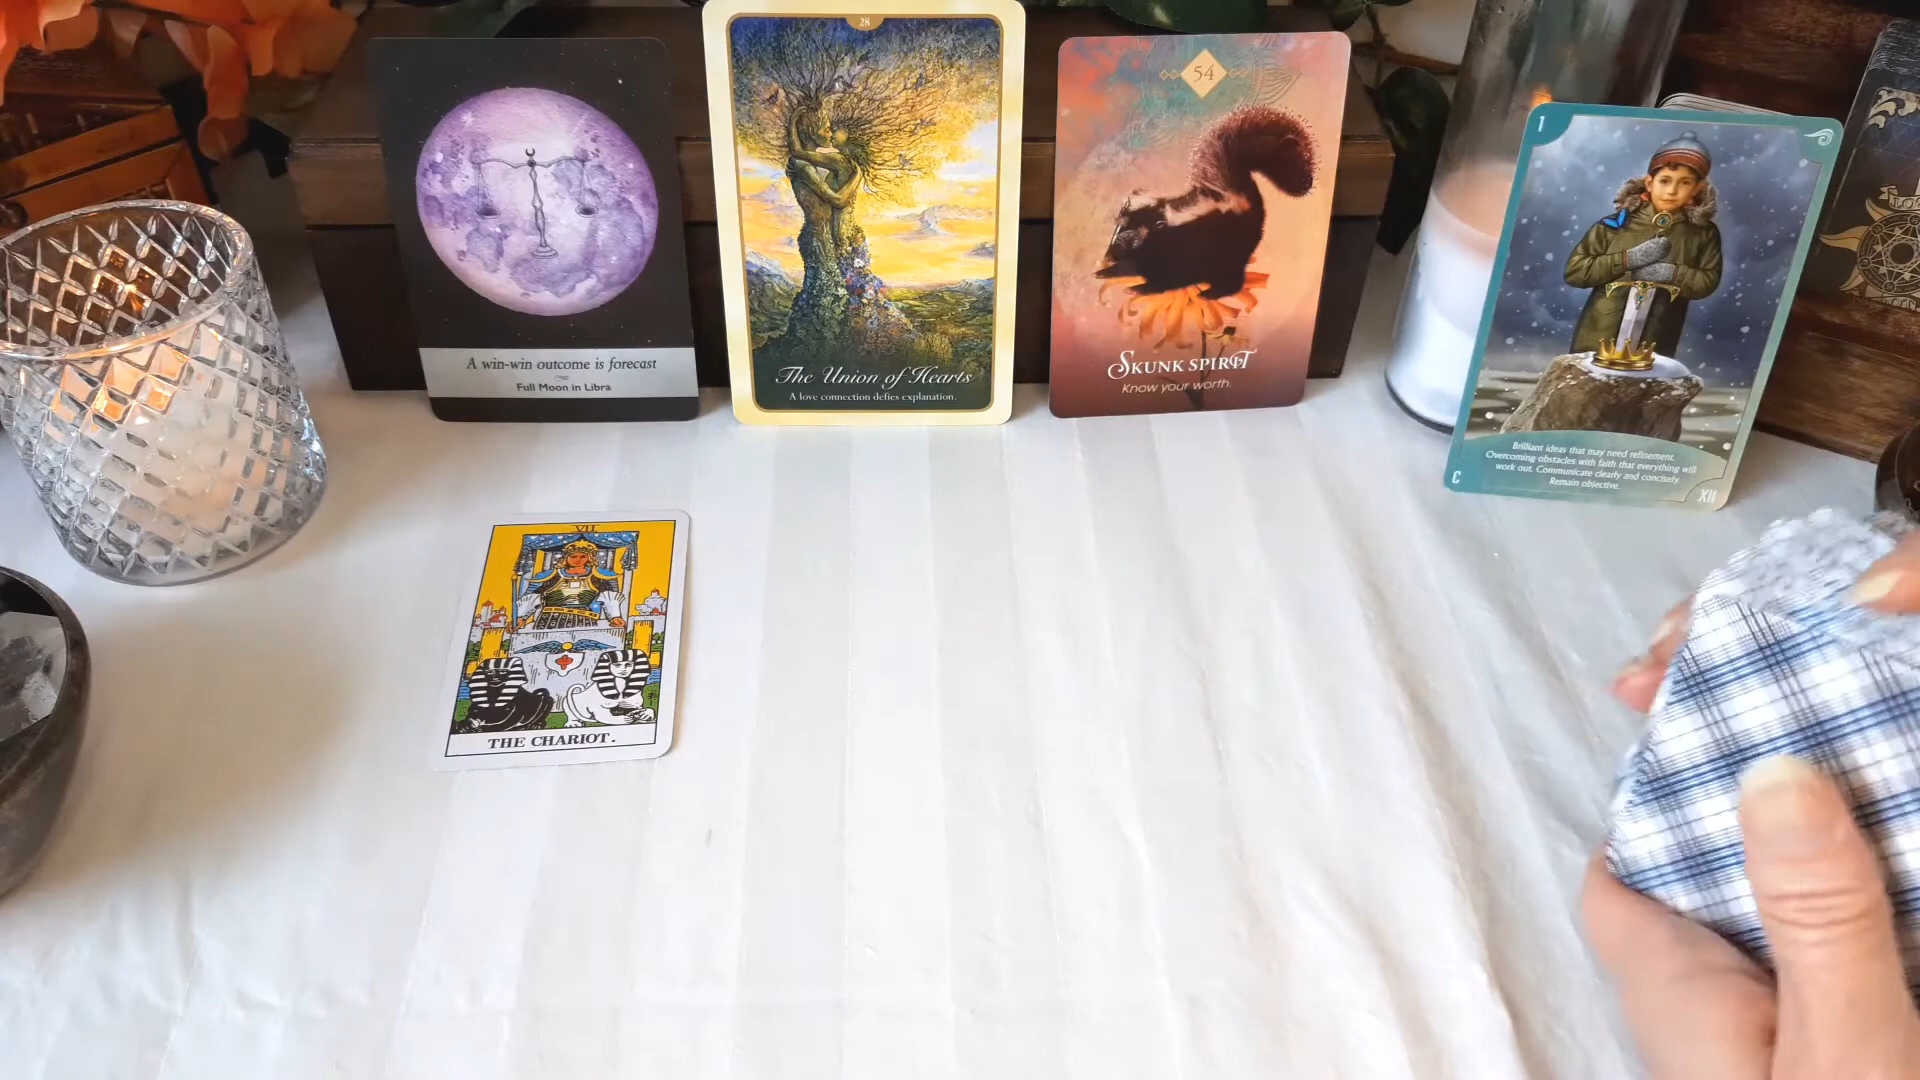 A win-win outcome is forecast
Full Moon in Libra
28
The Union of Hearts
A love connection defies explanation.
54
SKUNK SPIRIT
Know your worth.
1
Brilliant ideas that may need refinement.
Overcoming obstacles with faith that everything will
work out. Communicate clearly and concisely.
Remain objective.
C
XII
VII
THE CHARIOT.